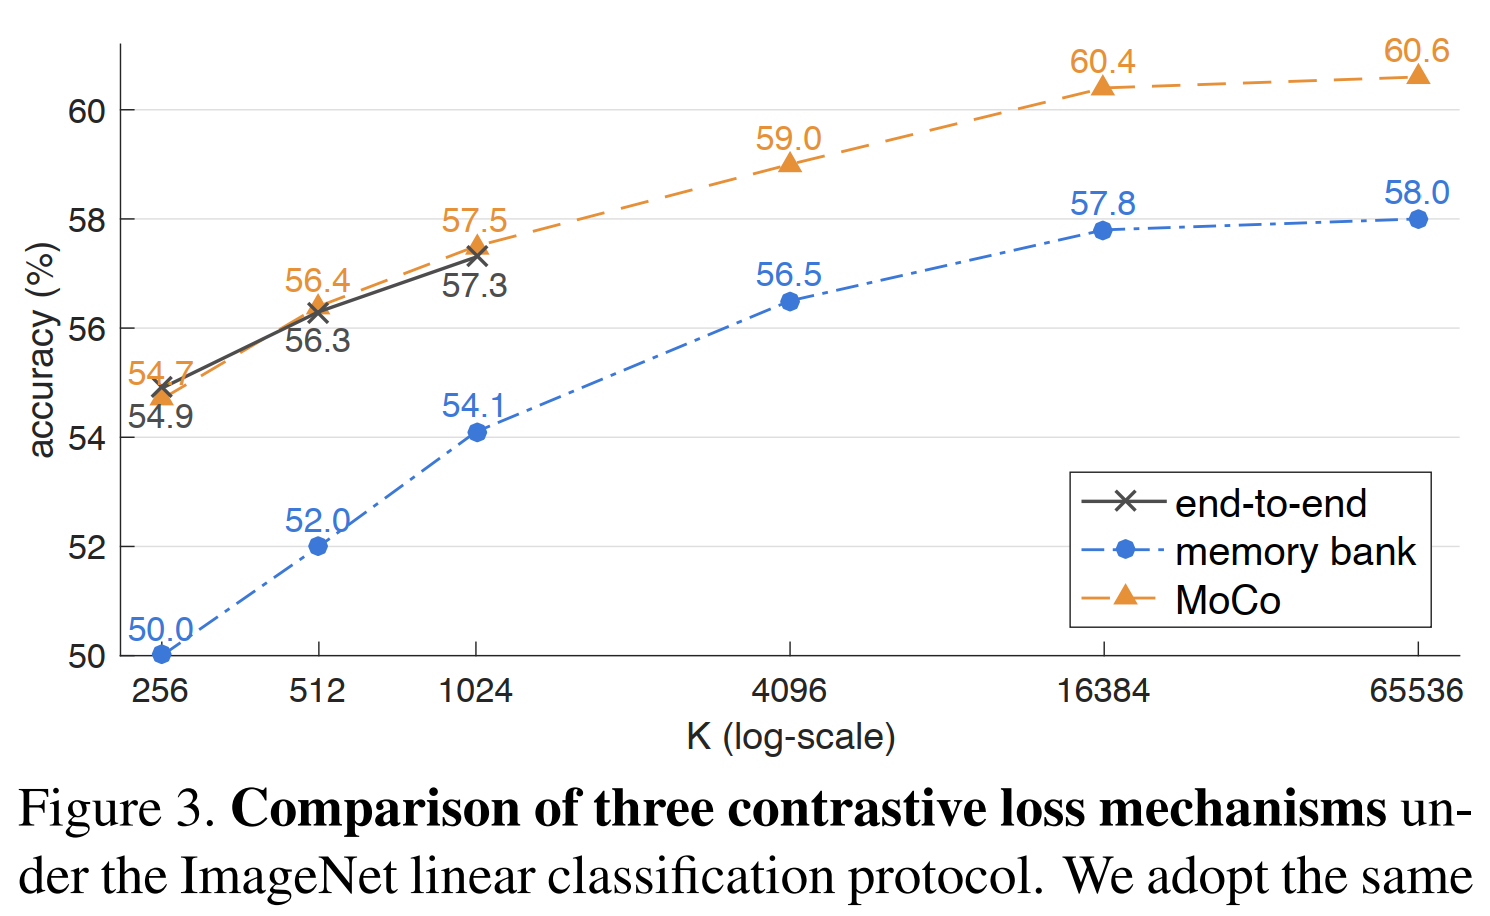 60.6
60.4
60
59.0
58.0
57.8
58
57.5
57.3
56.5
56.4
56.3
56
54.7
54.9
54.1
54
52.0
52
50.0
50
accuracy (%)
end-to-end
memory bank
MoCo
256 512 1024 4096 16384 65536
K (log-scale)
Figure 3. Comparison of three contrastive loss mechanisms un-
der the ImageNet linear classification protocol. We adopt the same